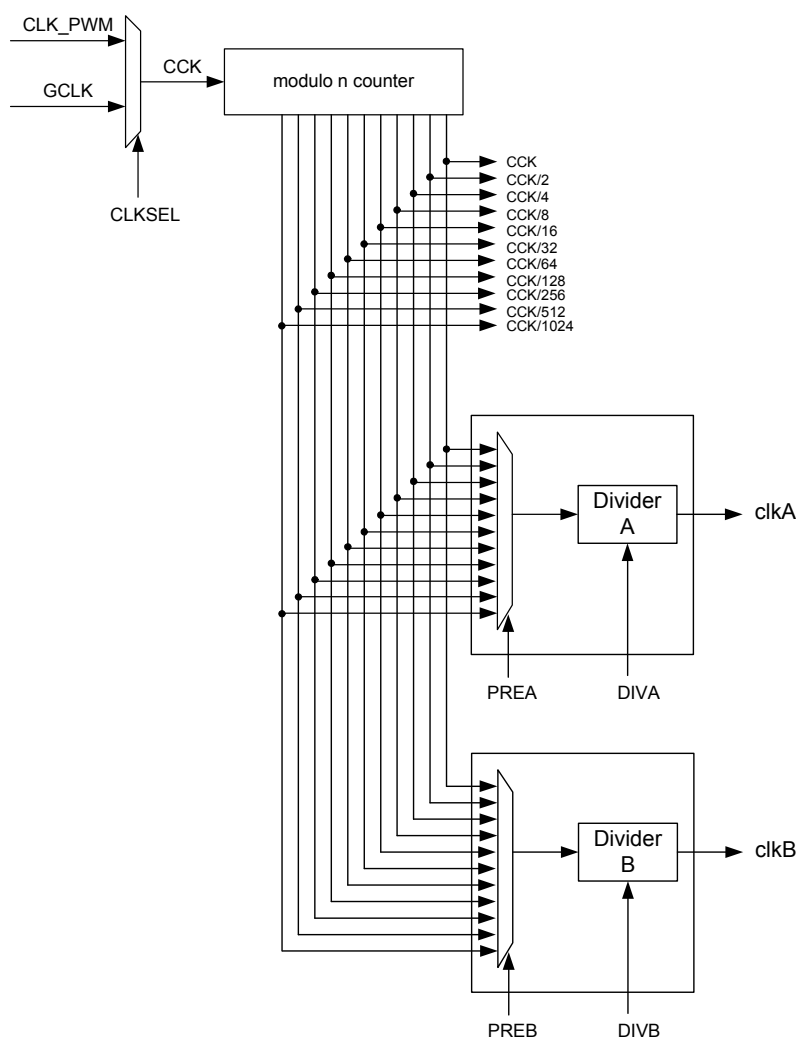 CLK_PWM
GCLK
CCK
CLKSEL
modulo n counter
CCK
CCK/2
CCK/4
CCK/8
CCK/16
CCK/32
CCK/64
CCK/128
CCK/256
CCK/512
CCK/1024
Divider
A
clkA
PREA
DIVA
Divider
B
clkB
PREB
DIVB